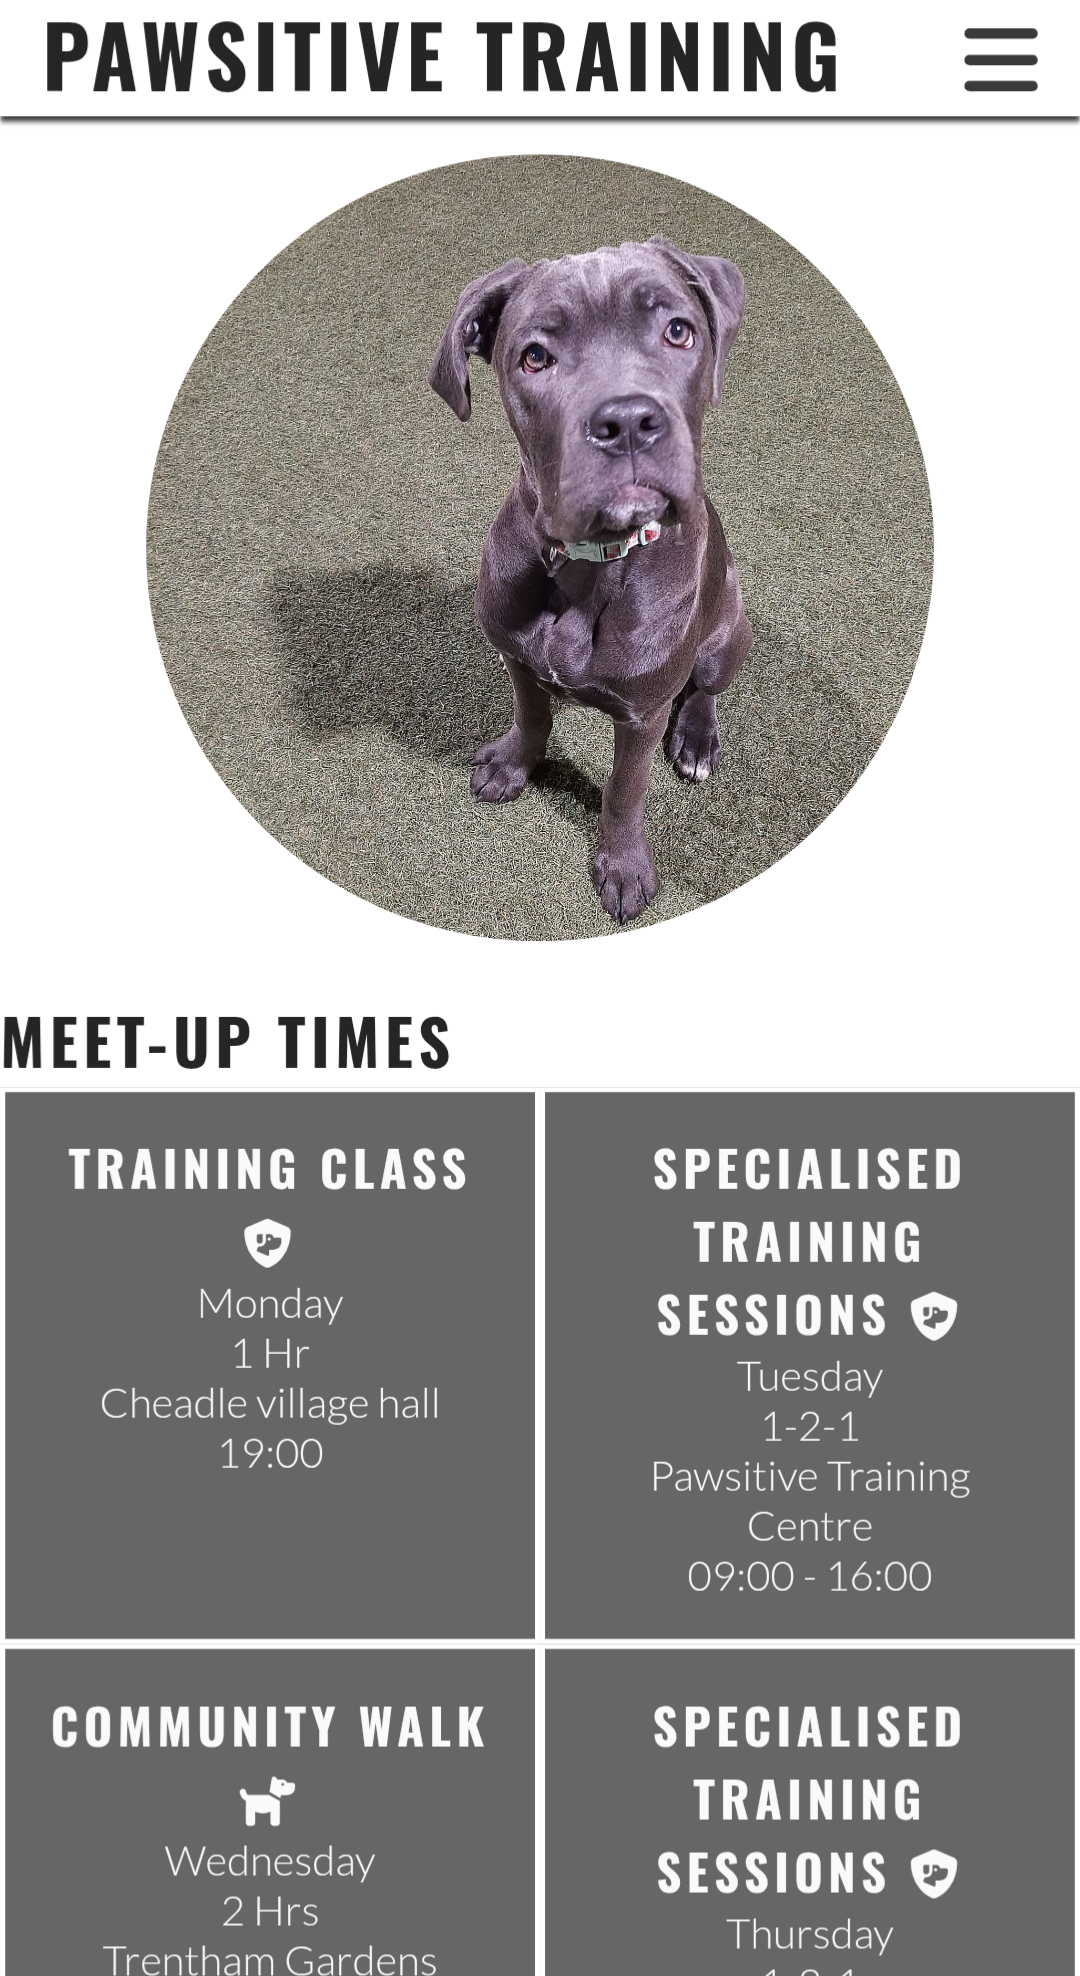 PAWSITIVE TRAINING
MEET-UP TIMES
TRAINING CLASS
Monday
1 Hr
Cheadle village hall
19:00
SPECIALISED
TRAINING
SESSIONS
Tuesday
1-2-1
Pawsitive Training
Centre
09:00 - 16:00
COMMUNITY WALK
Wednesday
2 Hrs
Trentham Gardens
SPECIALISED
TRAINING
SESSIONS
Thursday